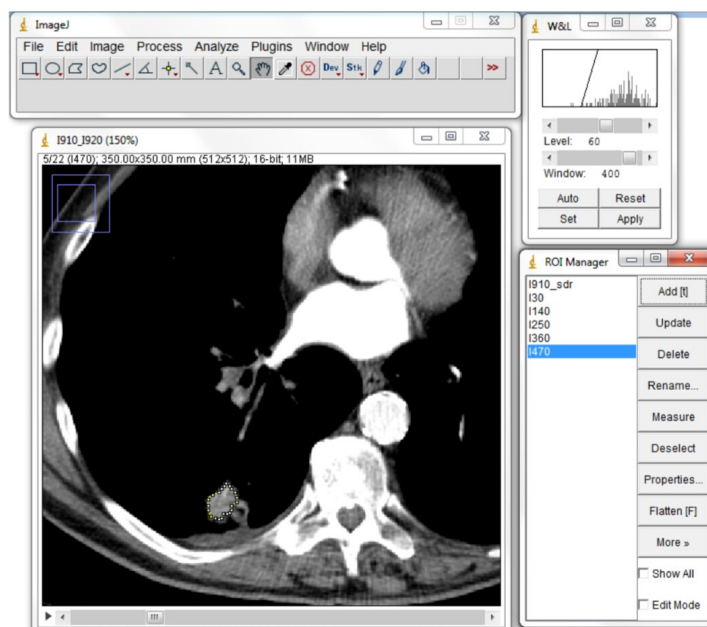 ImageJ
File Edit Image Process Analyze Plugins Window Help
A Dev Stk >>
W&L
Level: 60
Window: 400
Auto Reset
Set Apply
I910_I920 (150%)
5/22 (I470); 350.00x350.00 mm (512x512); 16-bit; 11MB
ROI Manager
I910_sdr
I30
I140
I250
I360
I470
Add [t]
Update
Delete
Rename...
Measure
Deselect
Properties...
Flatten [F]
More »
Show All
Edit Mode